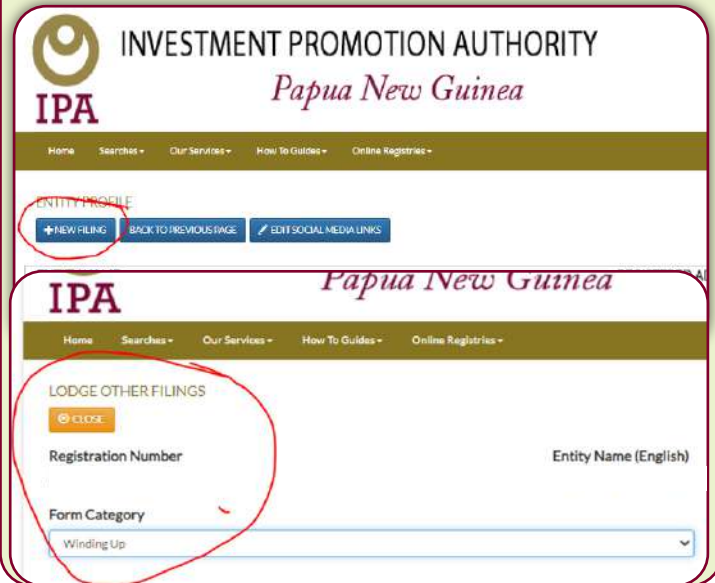 INVESTMENT PROMOTION AUTHORITY
Papua New Guinea
IPA
Home Searches Our Services How To Guides Online Registries
ENTITY PROFILE
+ NEW FILING BACK TO PREVIOUS PAGE EDIT SOCIAL MEDIA LINKS
Papua New Guinea
IPA
Home Searches Our Services How To Guides Online Registries
LODGE OTHER FILINGS
CLOSE
Registration Number Entity Name (English)
Form Category
Winding Up